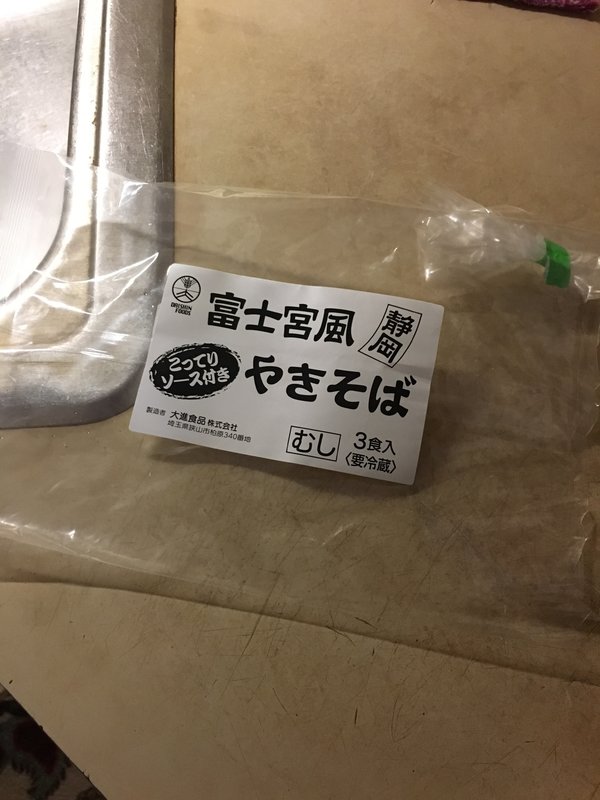 DAISHIN
FOODS
富士宮風
静岡
こってり
ソース付き
やきそば
製造者 大進食品株式会社
埼玉県狭山市柏原340番地
むし
3食入
〈要冷蔵〉